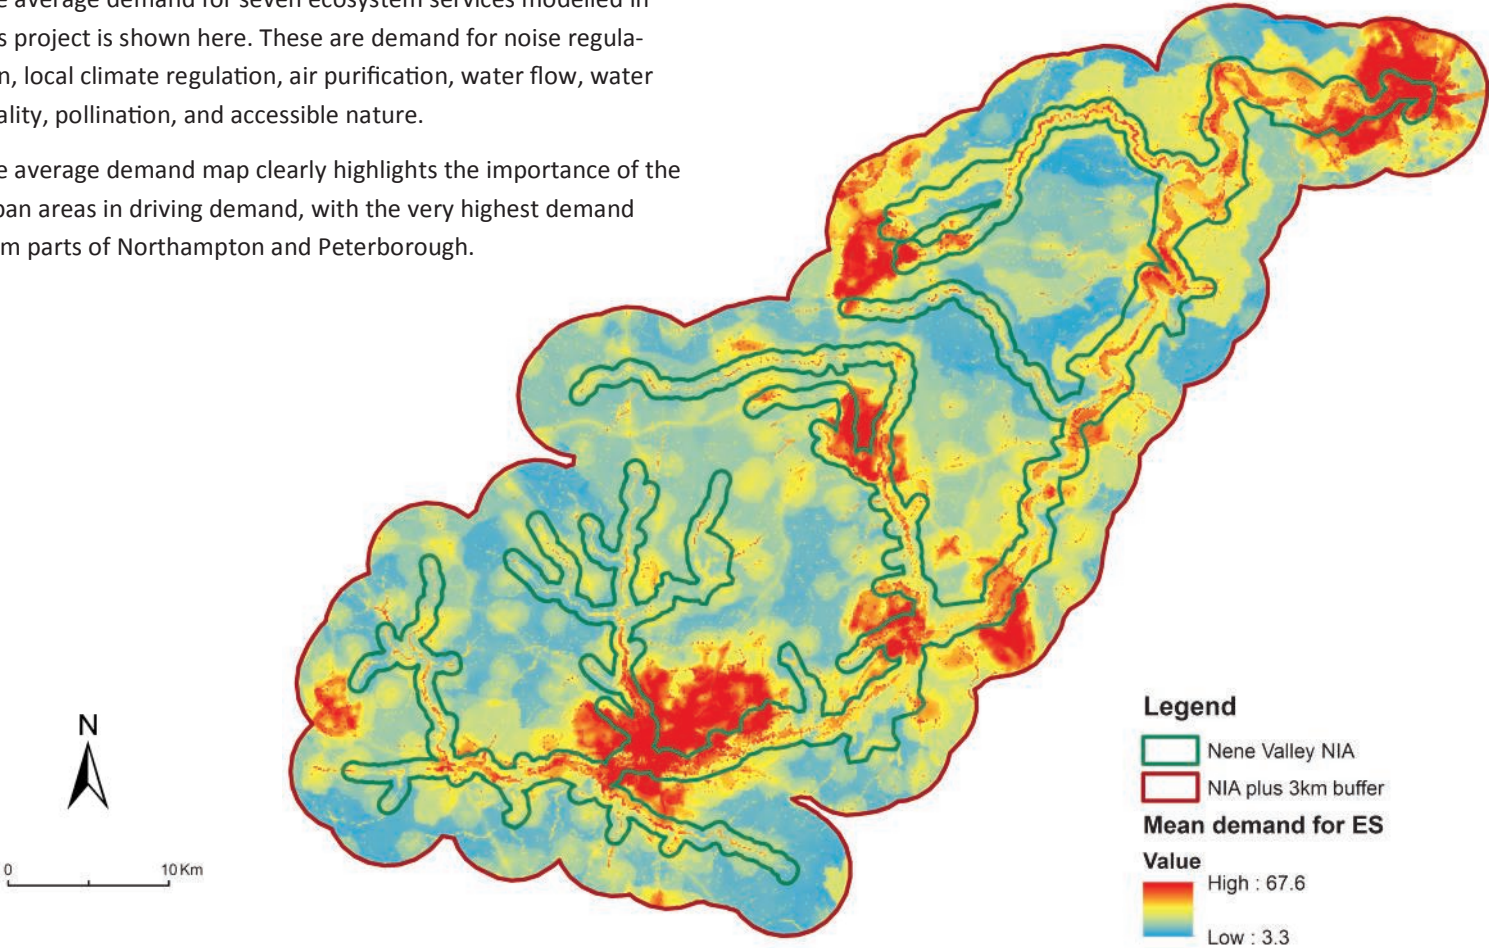 e average demand for seven ecosystem services modelled in
s project is shown here. These are demand for noise regula-
n, local climate regulation, air purification, water flow, water
ality, pollination, and accessible nature.
e average demand map clearly highlights the importance of the
ban areas in driving demand, with the very highest demand
m parts of Northampton and Peterborough.
N
0 10 Km
Legend
Nene Valley NIA
NIA plus 3km buffer
Mean demand for ES
Value
High : 67.6
Low : 3.3